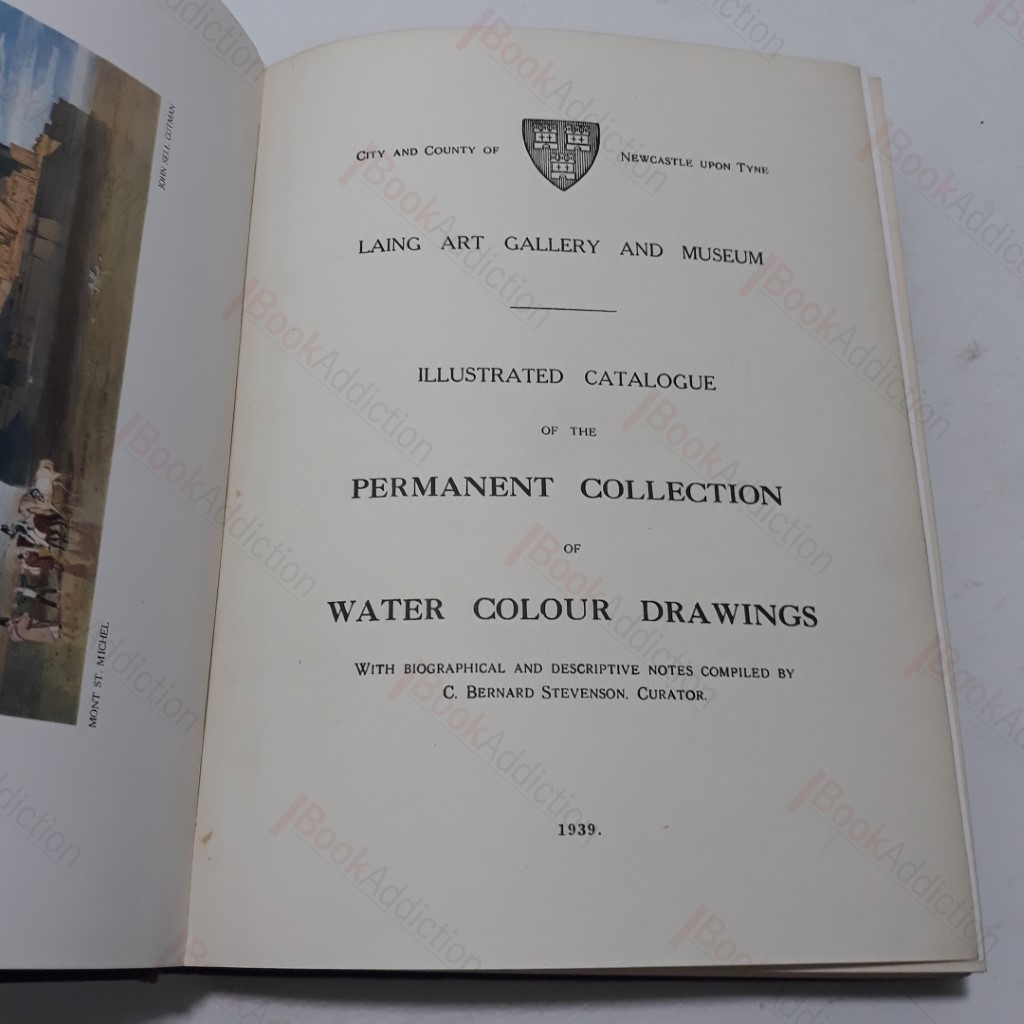 JOHN SELL COTMAN
MONT ST. MICHEL
CITY AND COUNTY OF NEWCASTLE UPON TYNE
LAING ART GALLERY AND MUSEUM
ILLUSTRATED CATALOGUE
OF THE
PERMANENT COLLECTION
OF
WATER COLOUR DRAWINGS
WITH BIOGRAPHICAL AND DESCRIPTIVE NOTES COMPILED BY
C. BERNARD STEVENSON, CURATOR.
1939.
BookAddiction